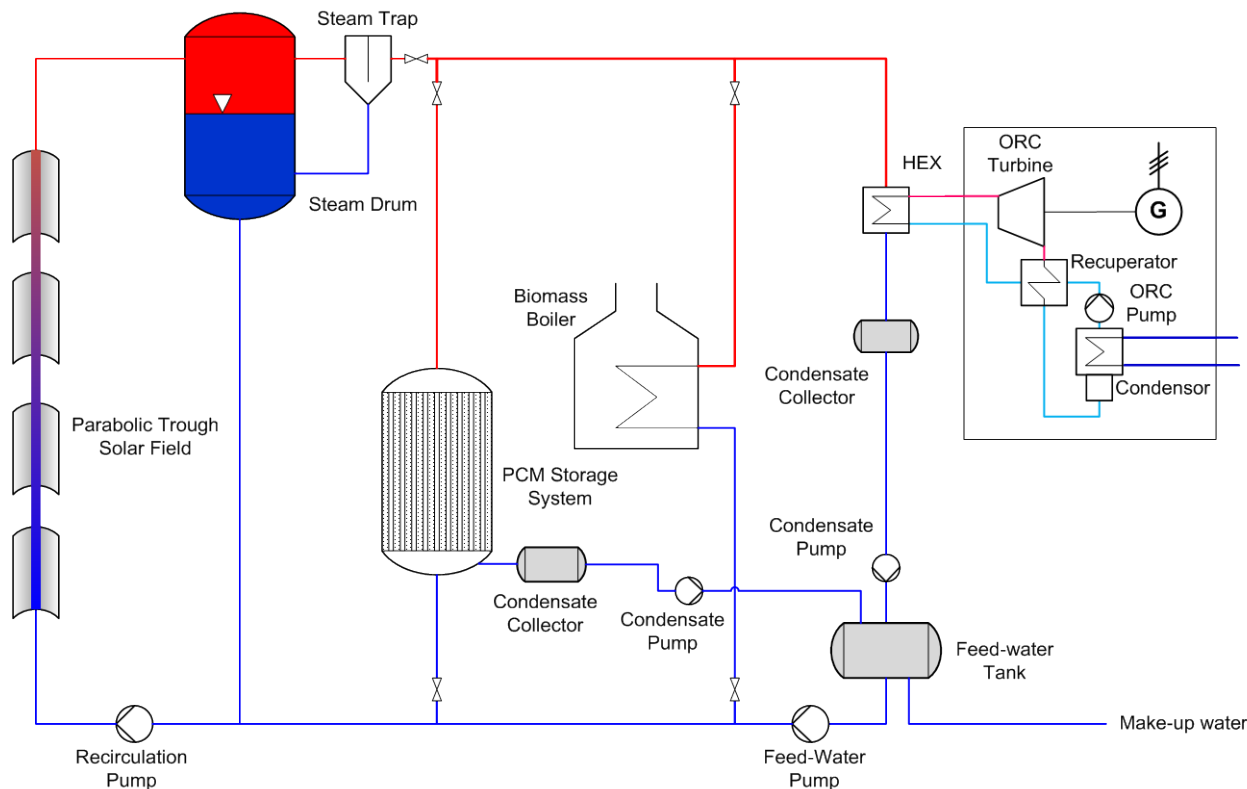 Steam Trap
Steam Drum
HEX
ORC
Turbine
G
Recuperator
ORC
Pump
Condensor
Biomass
Boiler
Condensate
Collector
Parabolic Trough
Solar Field
PCM Storage
System
Condensate
Pump
Condensate
Collector
Condensate
Pump
Feed-water
Tank
Make-up water
Recirculation
Pump
Feed-Water
Pump